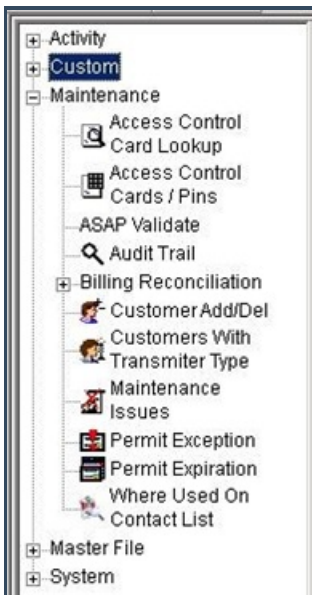 Activity
Custom
Maintenance
Access Control
Card Lookup
Access Control
Cards / Pins
ASAP Validate
Audit Trail
Billing Reconciliation
Customer Add/Del
Customers With
Transmiter Type
Maintenance
Issues
Permit Exception
Permit Expiration
Where Used On
Contact List
Master File
System